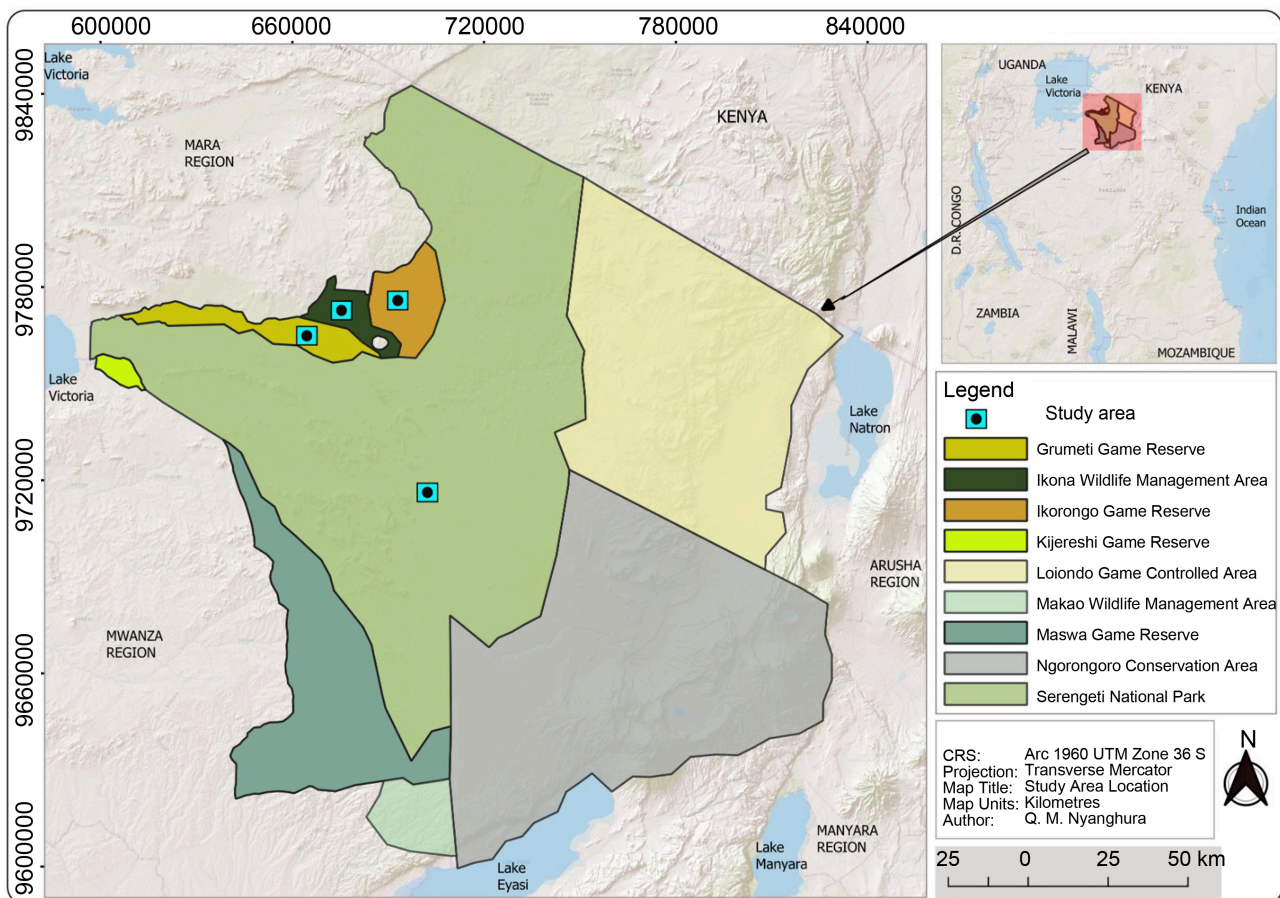 600000 660000 720000 780000 840000
9840000
9780000
9720000
9660000
9600000
Lake
Victoria
MARA
REGION
KENYA
Lake
Victoria
Lake
Natron
ARUSHA
REGION
MWANZA
REGION
MANYARA
REGION
Lake
Manyara
Lake
Eyasi
UGANDA
Lake
Victoria
KENYA
D.R. CONGO
Indian
Ocean
ZAMBIA
MALAWI
MOZAMBIQUE
TANZANIA
Legend
Study area
Grumeti Game Reserve
Ikona Wildlife Management Area
Ikorongo Game Reserve
Kijereshi Game Reserve
Loiondo Game Controlled Area
Makao Wildlife Management Area
Maswa Game Reserve
Ngorongoro Conservation Area
Serengeti National Park
CRS: Arc 1960 UTM Zone 36 S
Projection: Transverse Mercator
Map Title: Study Area Location
Map Units: Kilometres
Author: Q. M. Nyanghura
N
25 0 25 50 km